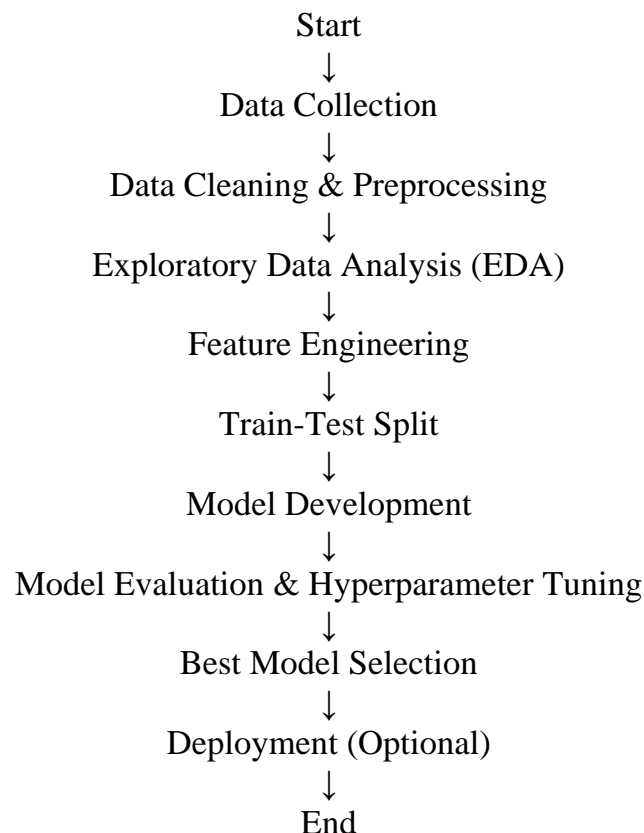 Start
↓
Data Collection
↓
Data Cleaning & Preprocessing
↓
Exploratory Data Analysis (EDA)
↓
Feature Engineering
↓
Train-Test Split
↓
Model Development
↓
Model Evaluation & Hyperparameter Tuning
↓
Best Model Selection
↓
Deployment (Optional)
↓
End